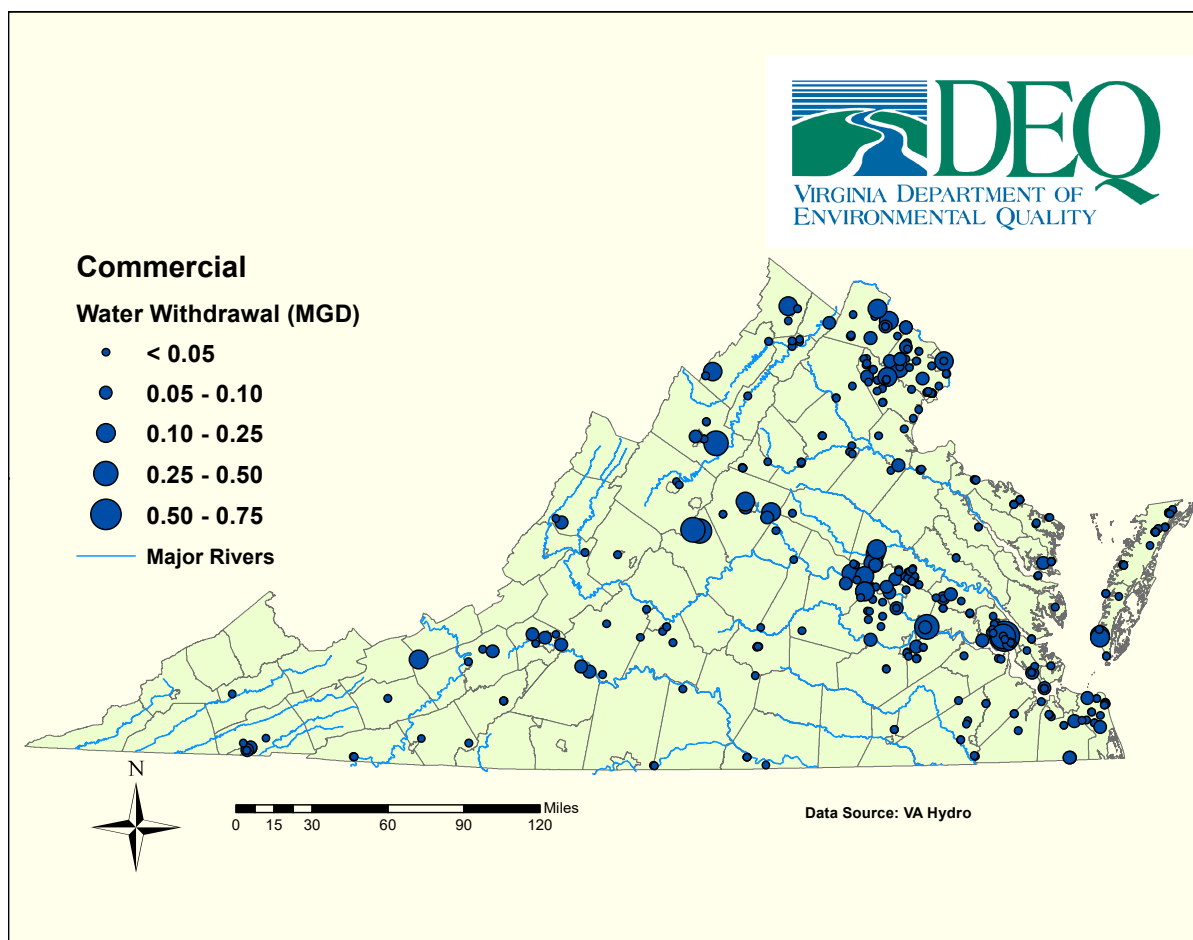 DEQ
VIRGINIA DEPARTMENT OF
ENVIRONMENTAL QUALITY
Commercial
Water Withdrawal (MGD)
< 0.05
0.05 - 0.10
0.10 - 0.25
0.25 - 0.50
0.50 - 0.75
Major Rivers
N
Miles
0 15 30 60 90 120
Data Source: VA Hydro